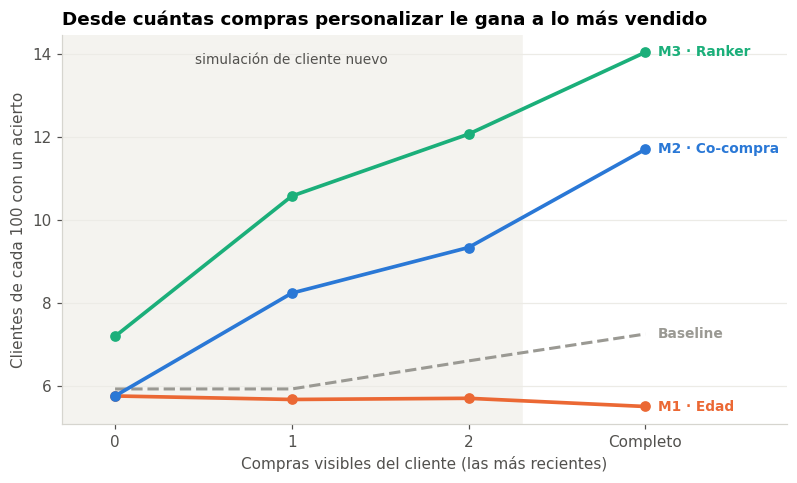 Desde cuántas compras personalizar le gana a lo más vendido
simulación de cliente nuevo
M3 · Ranker
M2 · Co-compra
Baseline
M1 · Edad
Clientes de cada 100 con un acierto
14
12
10
8
6
0
1
2
Completo
Compras visibles del cliente (las más recientes)